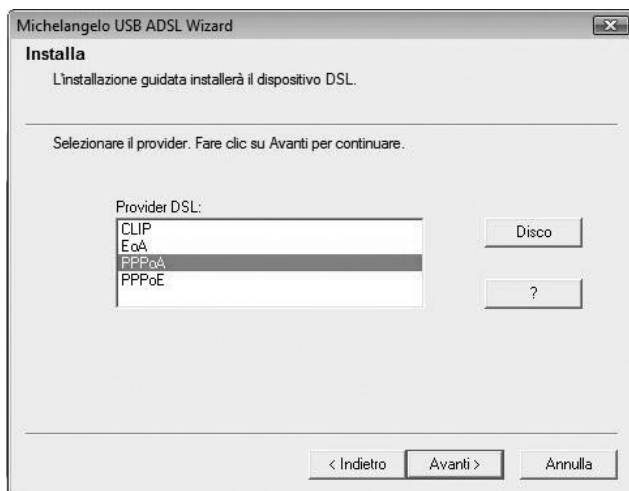 Michelangelo USB ADSL Wizard
Installa
L'installazione guidata installerà il dispositivo DSL.
Selezionare il provider. Fare clic su Avanti per continuare.
Provider DSL:
CLIP
EoA
PPPoA
PPPoE
Disco
?
< Indietro
Avanti >
Annulla